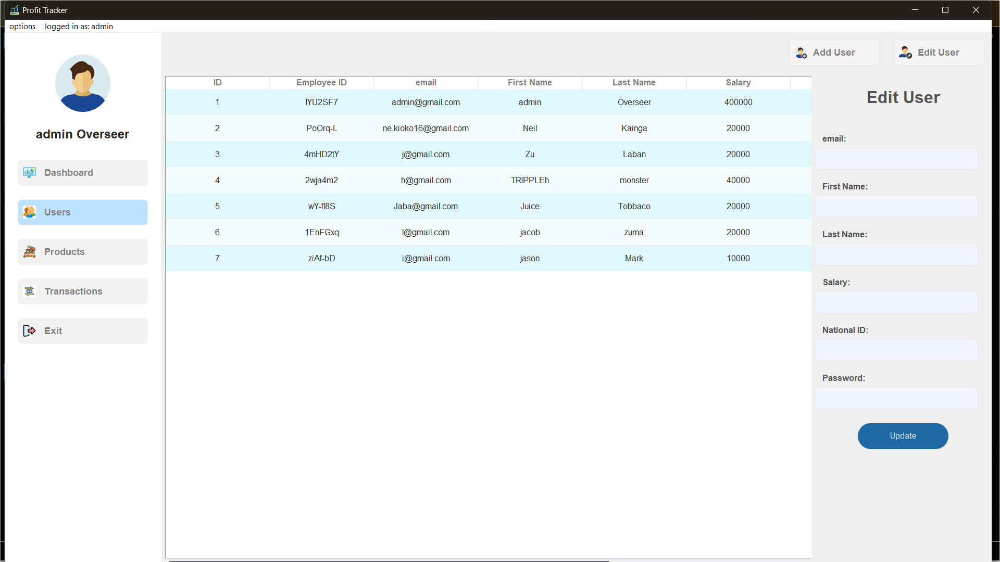 Profit Tracker
options logged in as: admin
admin Overseer
Dashboard
Users
Products
Transactions
Exit
Add User Edit User
ID Employee ID email First Name Last Name Salary
1 IYU2SF7 admin@gmail.com admin Overseer 400000
2 PoOrq-L ne.kioko16@gmail.com Neil Kainga 20000
3 4mHD2tY j@gmail.com Zu Laban 20000
4 2wja4m2 h@gmail.com TRIPPLEh monster 40000
5 wY-fl8S Jaba@gmail.com Juice Tobbaco 20000
6 1EnFGxq l@gmail.com jacob zuma 20000
7 ziAf-bD i@gmail.com jason Mark 10000
Edit User
email:
First Name:
Last Name:
Salary:
National ID:
Password:
Update